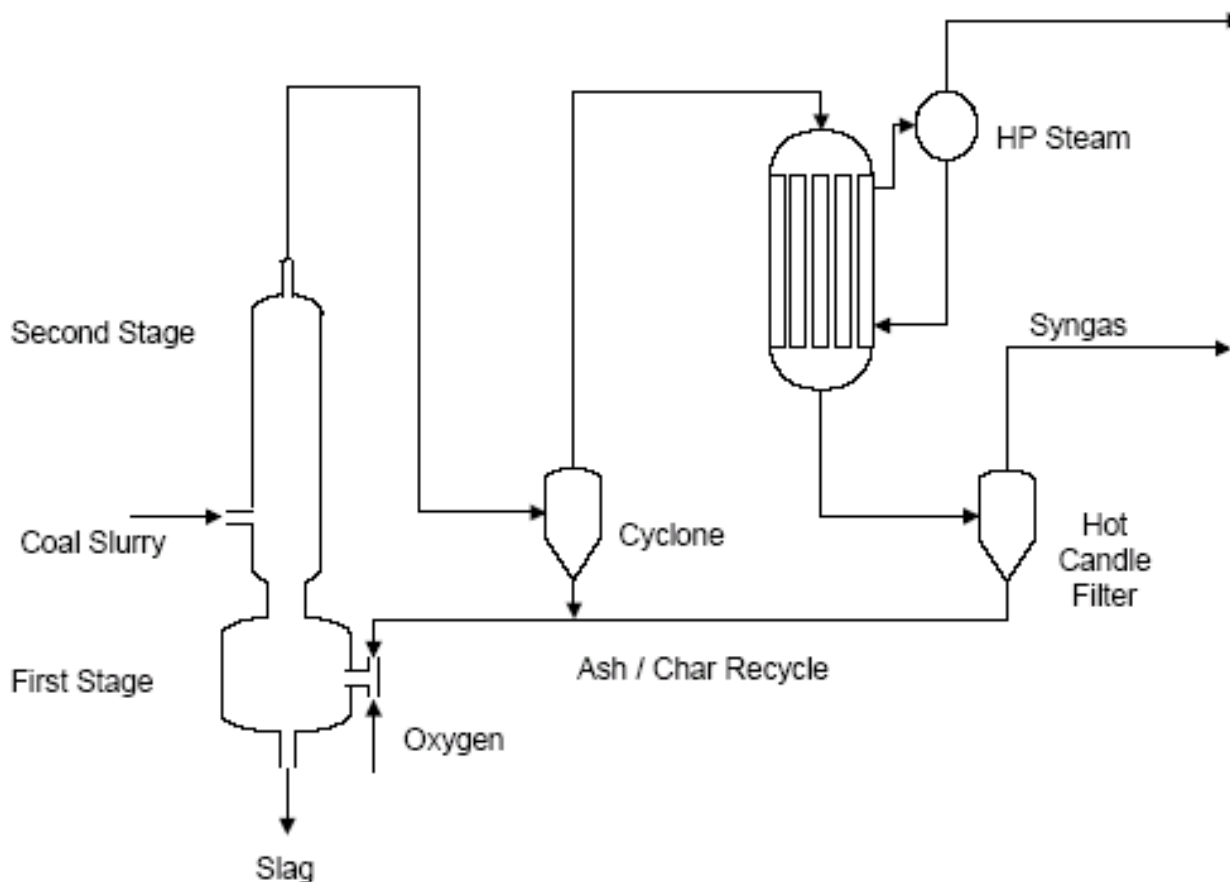 HP Steam
Second Stage
Syngas
Coal Slurry
Cyclone
Hot
Candle
Filter
First Stage
Ash / Char Recycle
Oxygen
Slag